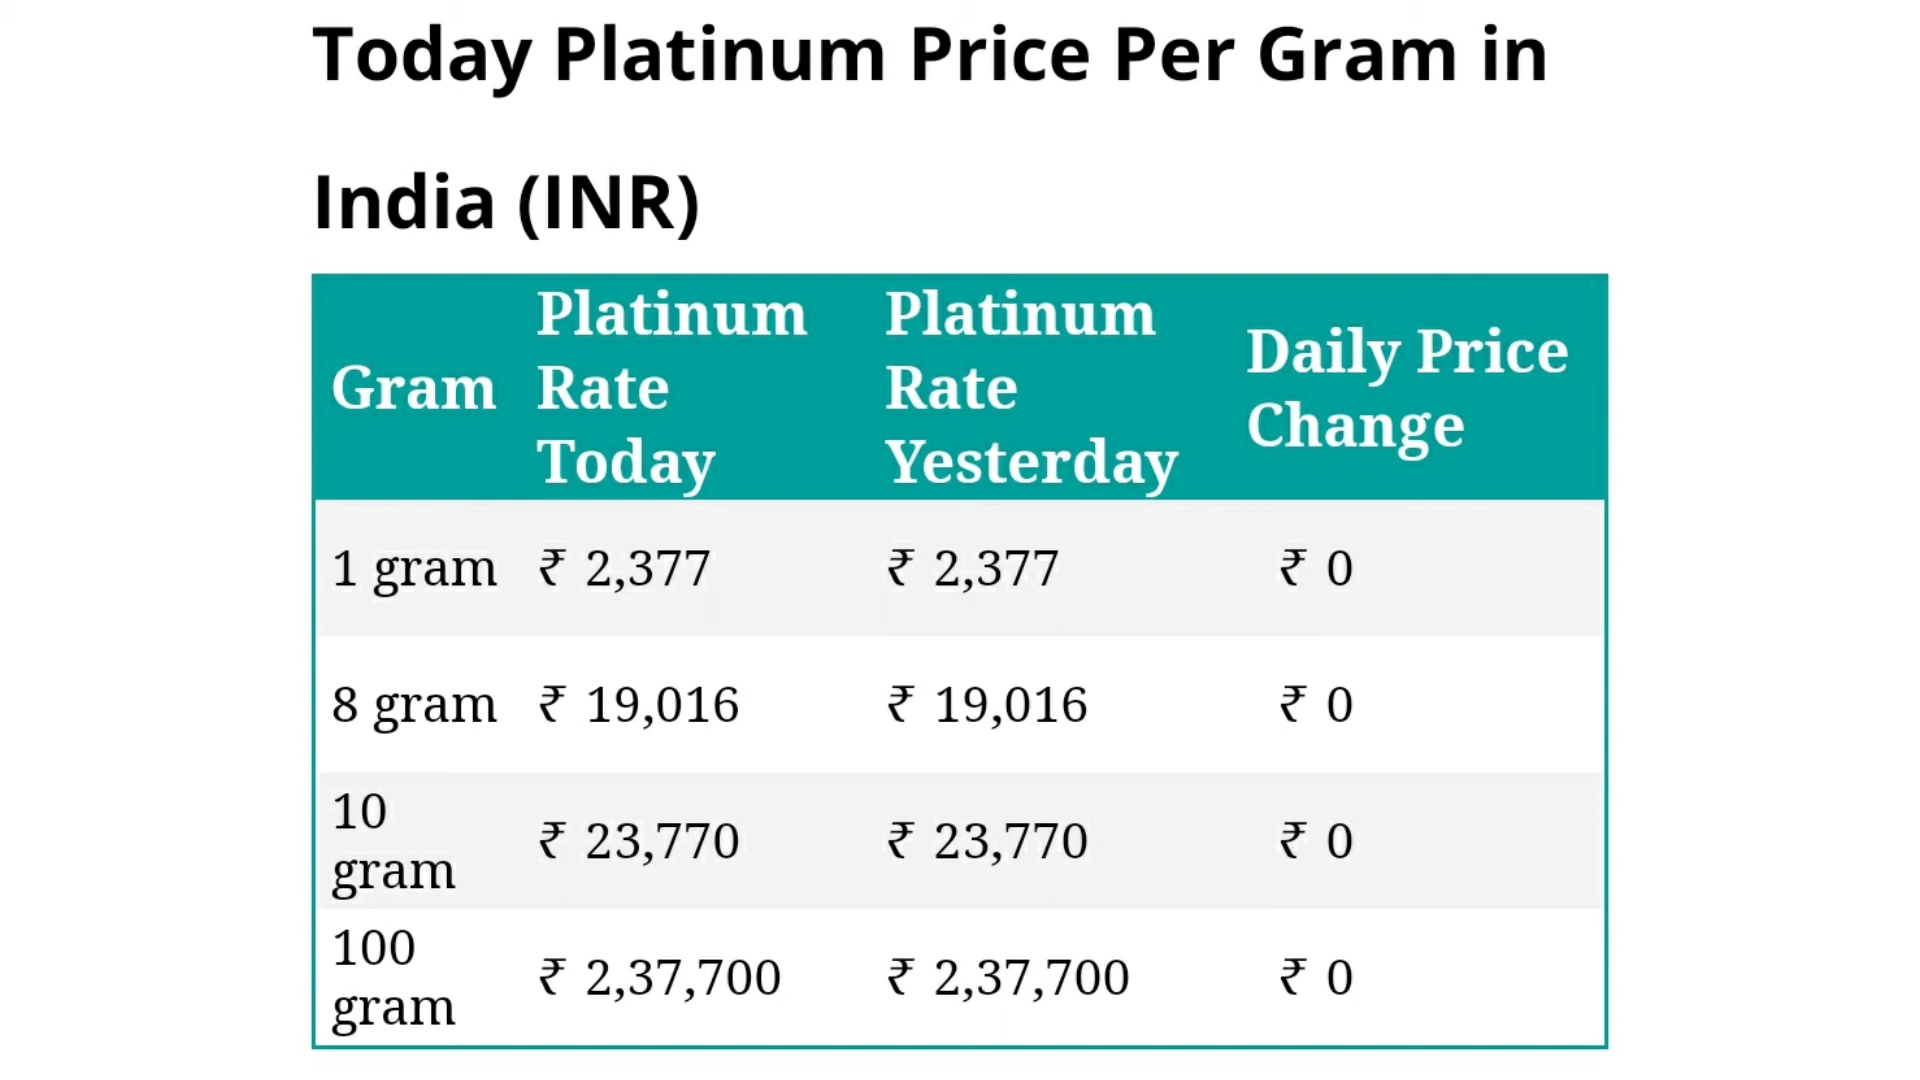 Today Platinum Price Per Gram in
India (INR)
Gram
Platinum
Rate
Today
Platinum
Rate
Yesterday
Daily Price
Change
1 gram ₹ 2,377 ₹ 2,377 ₹ 0
8 gram ₹ 19,016 ₹ 19,016 ₹ 0
10
gram
₹ 23,770 ₹ 23,770 ₹ 0
100
gram
₹ 2,37,700 ₹ 2,37,700 ₹ 0